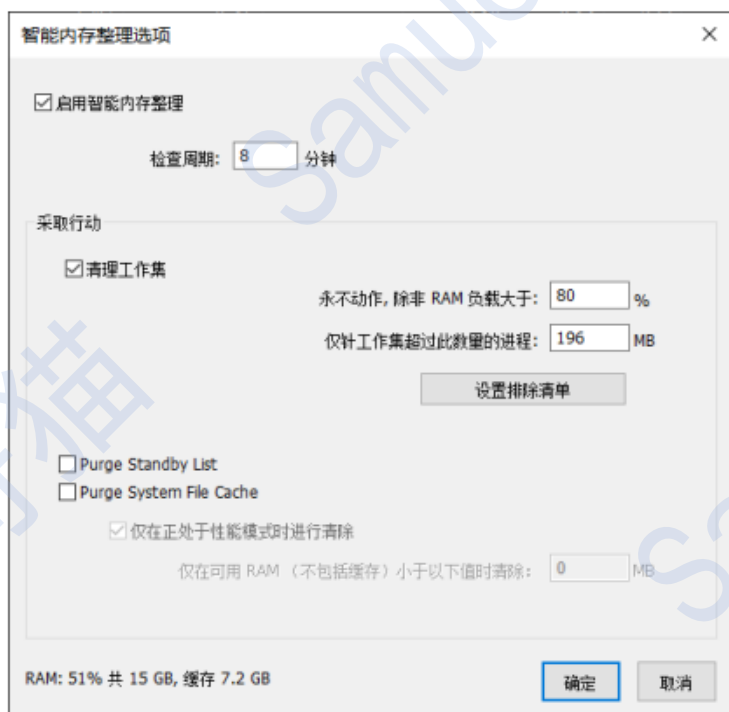 智能内存整理选项
启用智能内存整理
检查周期: 8 分钟
采取行动
清理工作集
永不动作, 除非 RAM 负载大于: 80 %
仅针工作集超过此数量的进程: 196 MB
设置排除清单
Purge Standby List
Purge System File Cache
仅在正处于性能模式时进行清除
仅在可用 RAM （不包括缓存）小于以下值时清除: 0 MB
RAM: 51% 共 15 GB, 缓存 7.2 GB
确定 取消